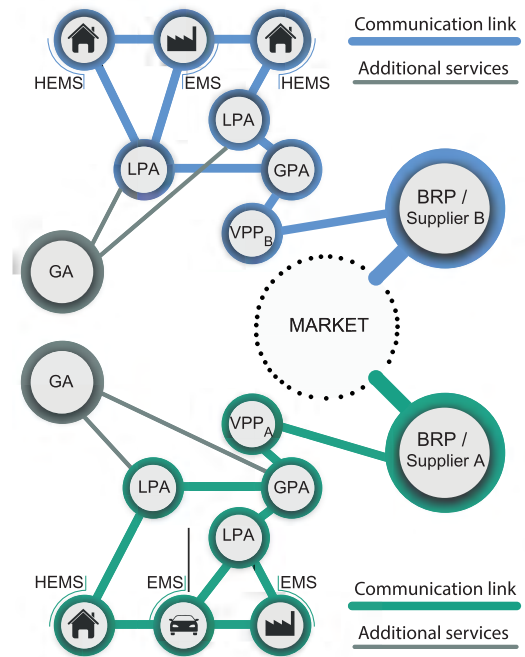 Communication link
Additional services
HEMS
EMS
HEMS
LPA
LPA
GPA
BRP /
Supplier B
VPPB
GA
MARKET
GA
VPPA
BRP /
Supplier A
LPA
GPA
LPA
HEMS
EMS
EMS
Communication link
Additional services